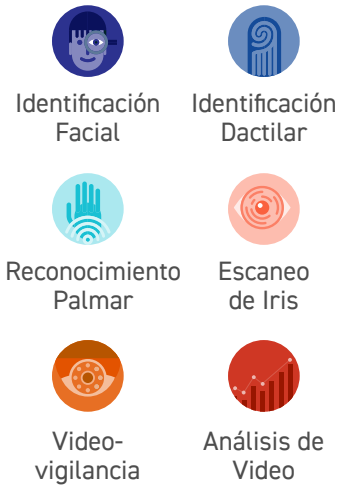 Identificación
Facial
Identificación
Dactilar
Reconocimiento
Palmar
Escaneo
de Iris
Video-
vigilancia
Análisis de
Video